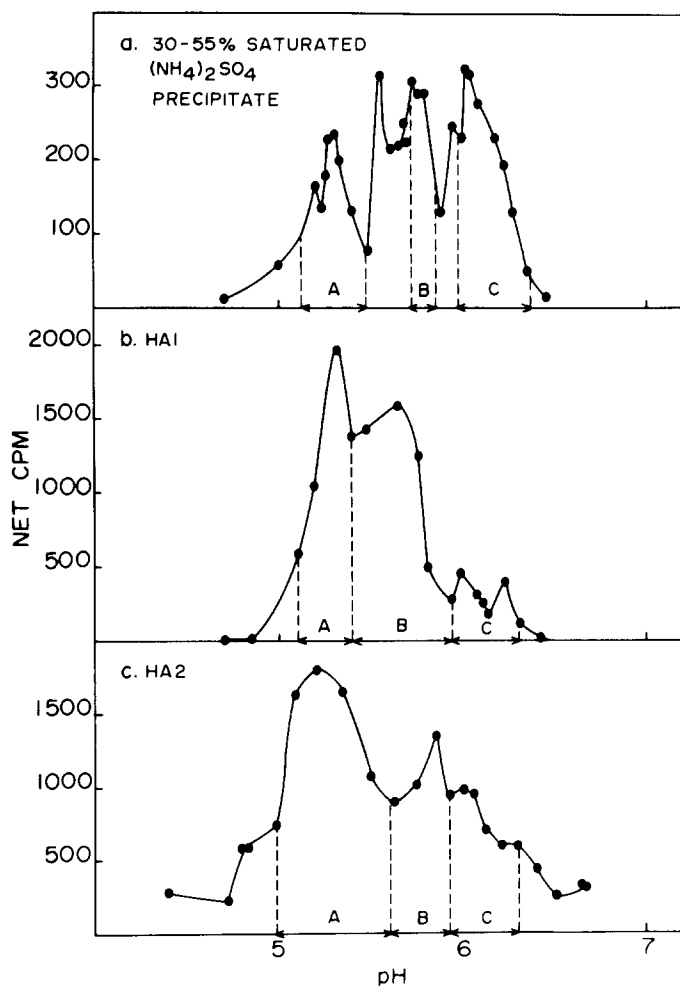 a. 30-55% SATURATED
(NH4)2SO4
PRECIPITATE
300
200
100
A
B
C
b. HA1
2000
1500
1000
500
A
B
C
c. HA2
1500
1000
500
A
B
C
5
6
7
NET CPM
pH